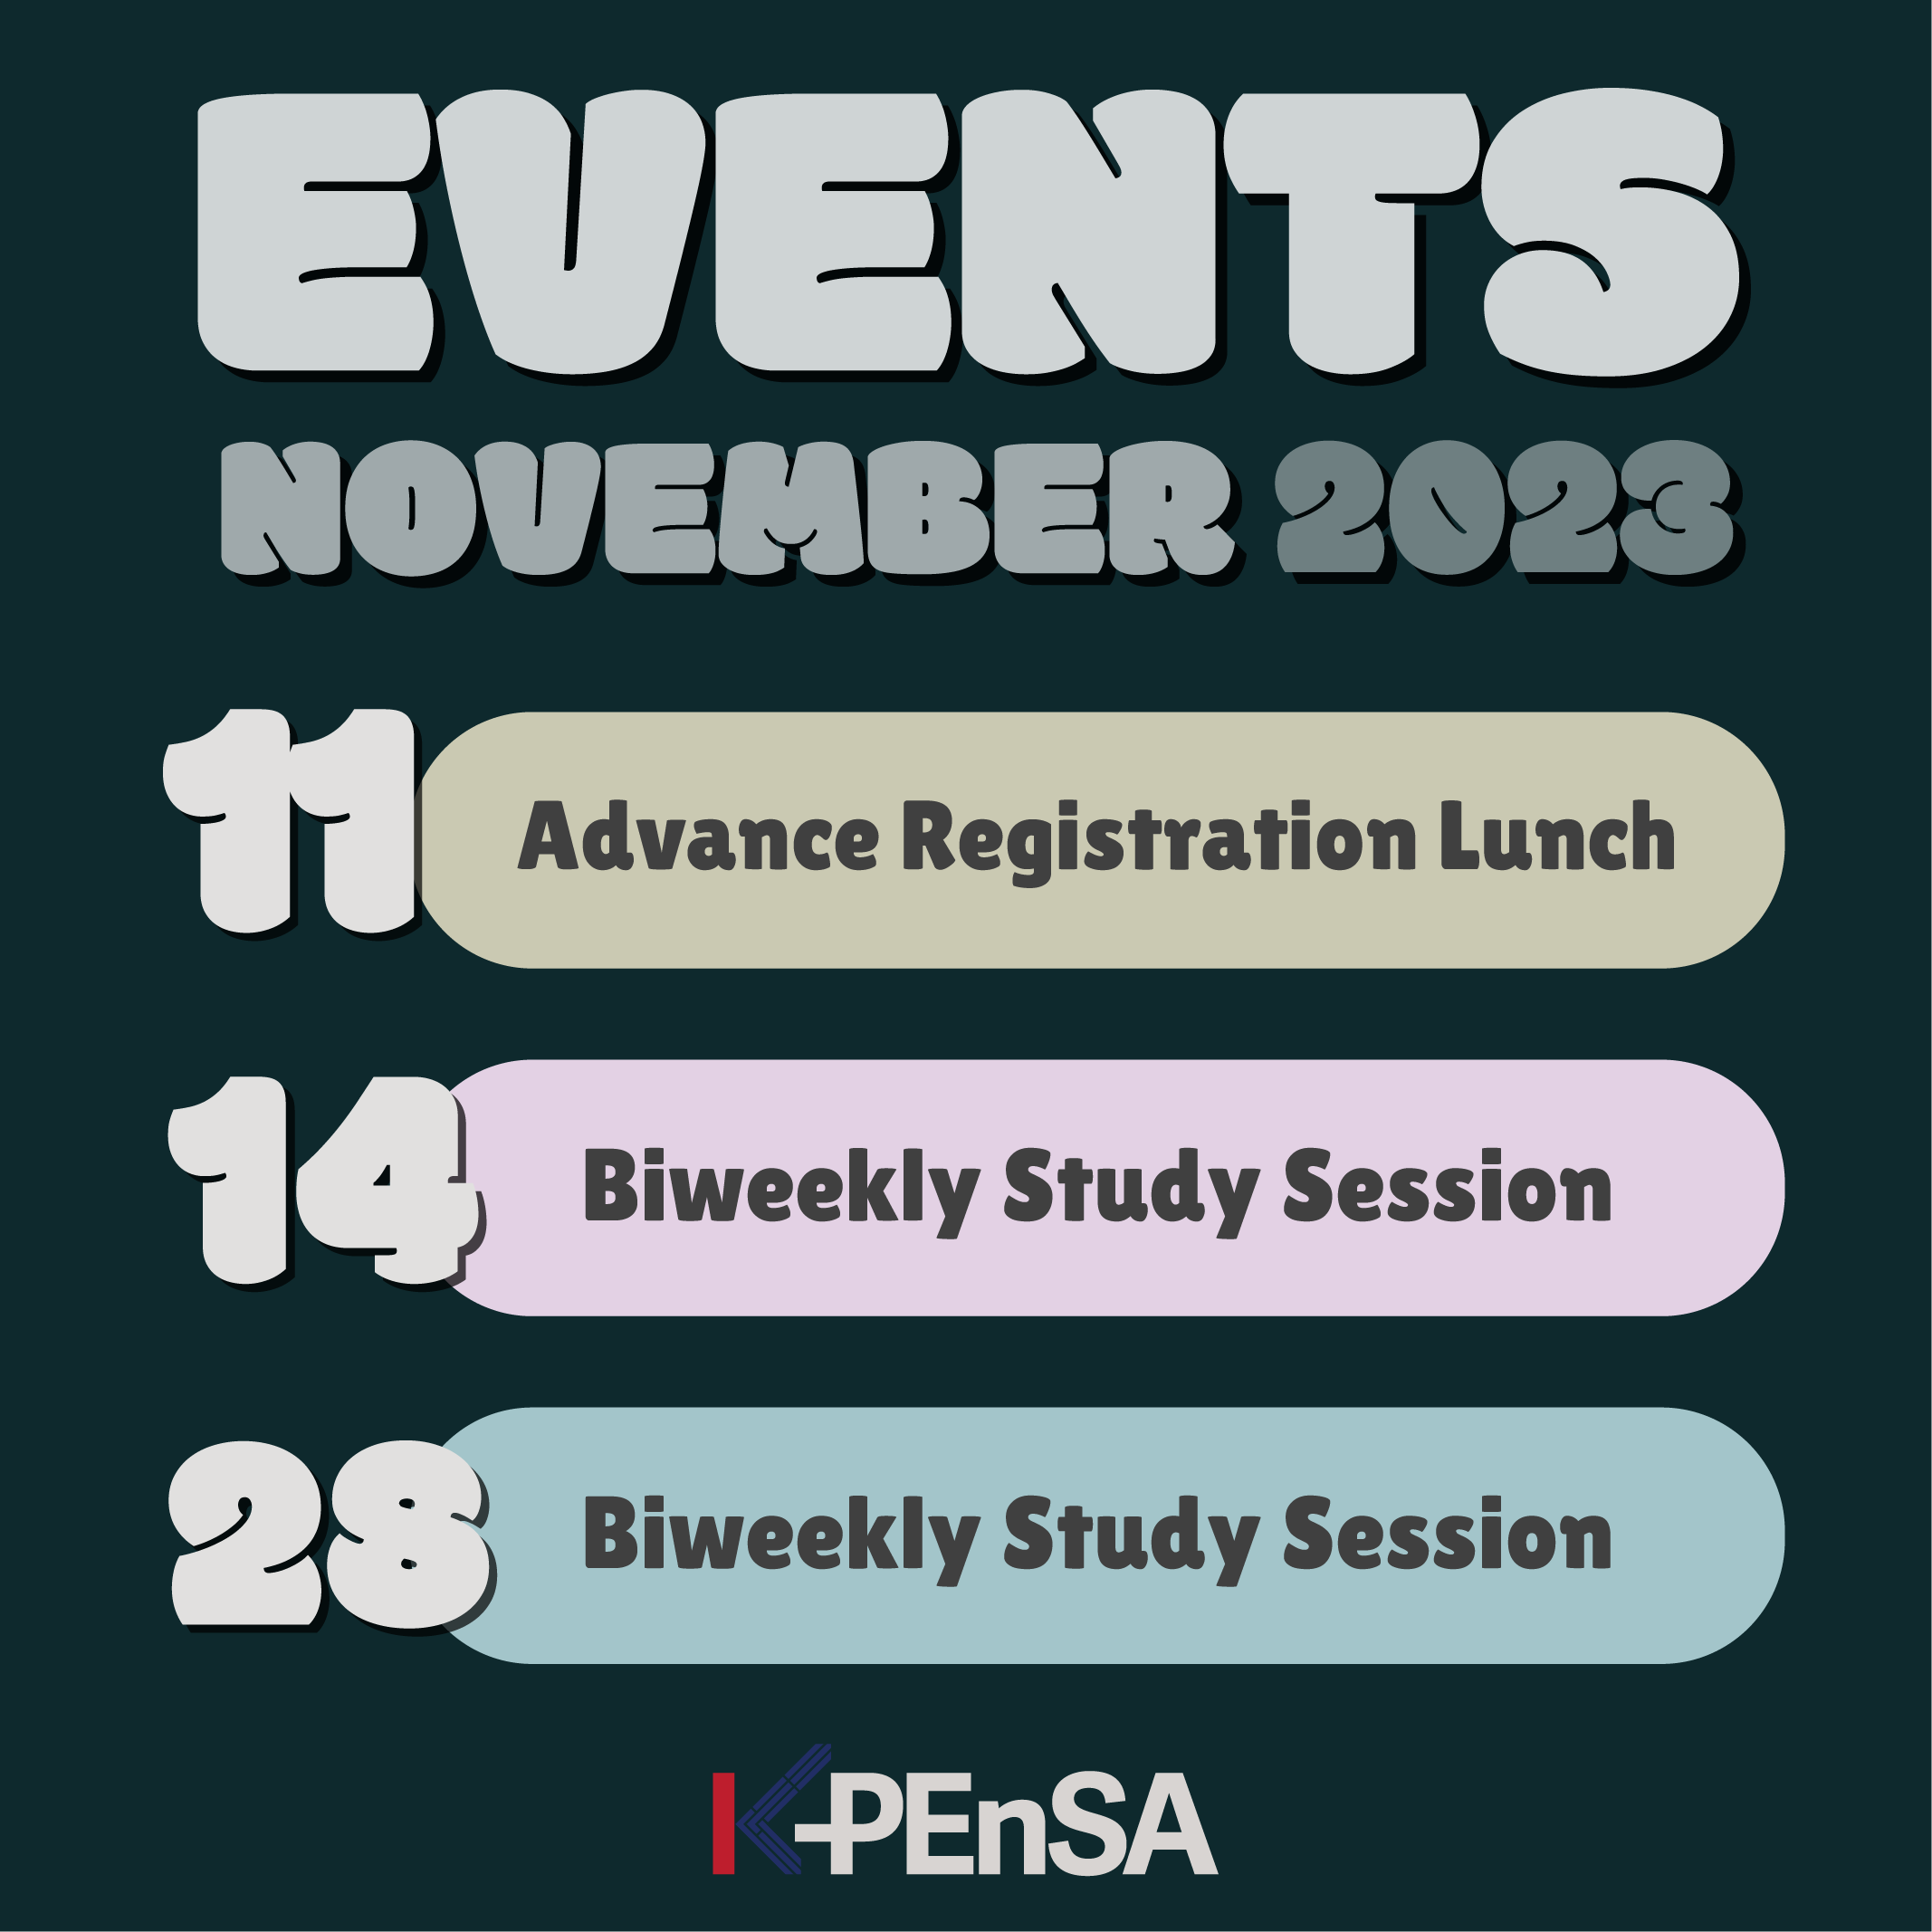 EVENTS
NOVEMBER 2023
11
Advance Registration Lunch
14
Biweekly Study Session
28
Biweekly Study Session
K-PEnSA